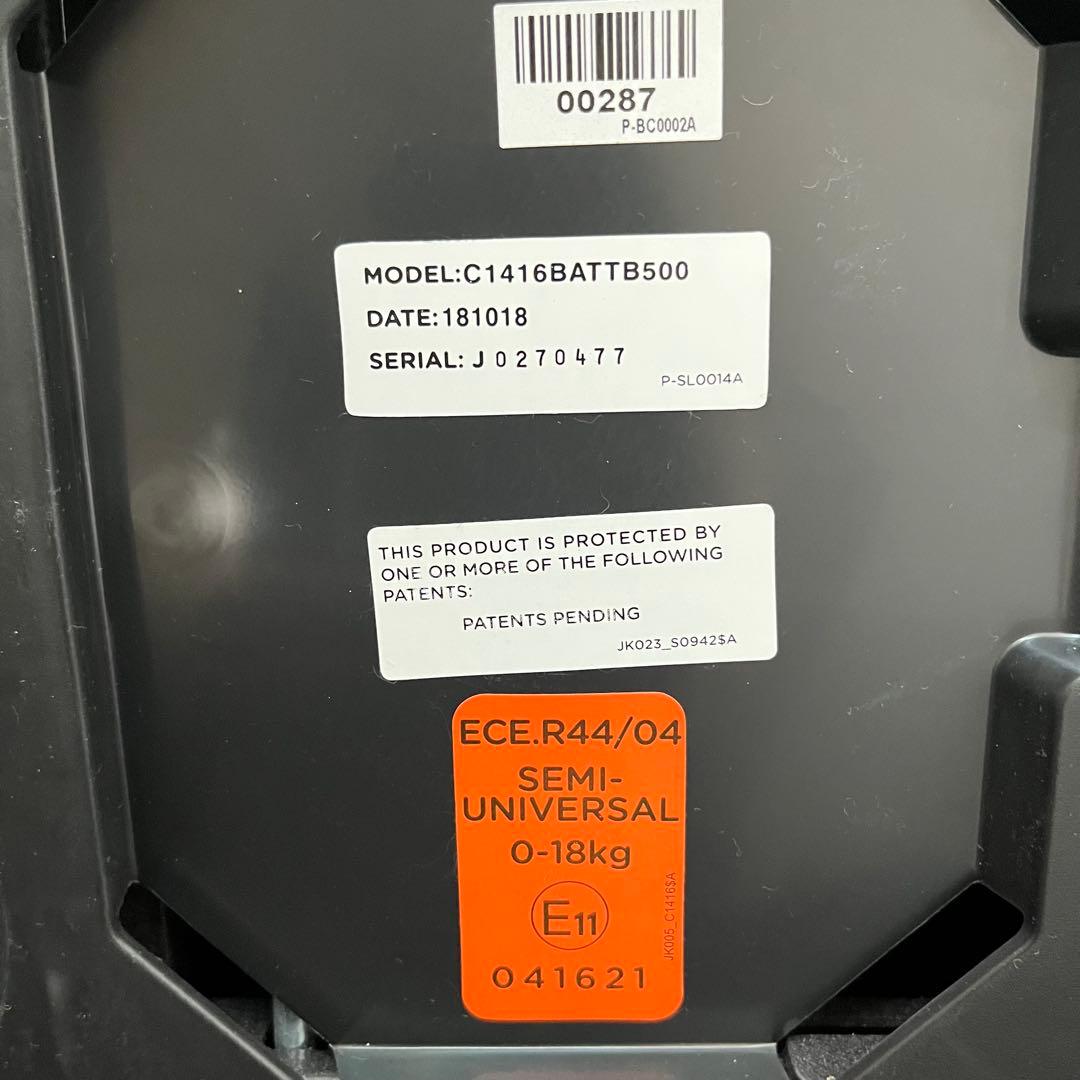 00287
P-BC0002A
MODEL:C1416BATTB500
DATE:181018
SERIAL: J0270477
P-SL0014A
THIS PRODUCT IS PROTECTED BY
ONE OR MORE OF THE FOLLOWING
PATENTS:
PATENTS PENDING
JK023_S0942$A
ECE.R44/04
SEMI-
UNIVERSAL
0-18kg
E11
JK005_C1416$A
041621